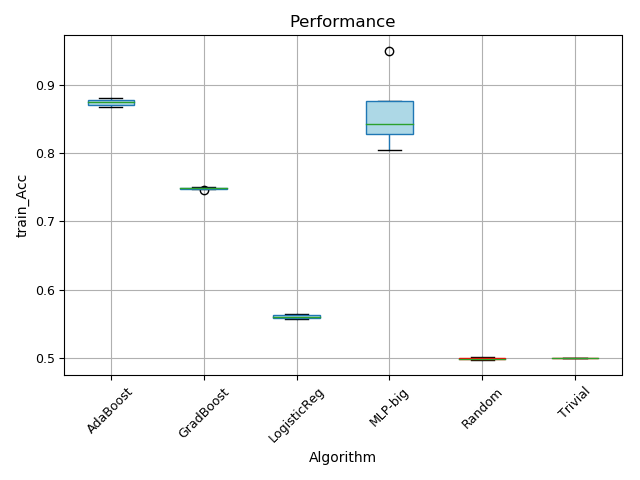 Performance
train_Acc
0.9
0.8
0.7
0.6
0.5
AdaBoost
GradBoost
LogisticReg
MLP-big
Random
Trivial
Algorithm